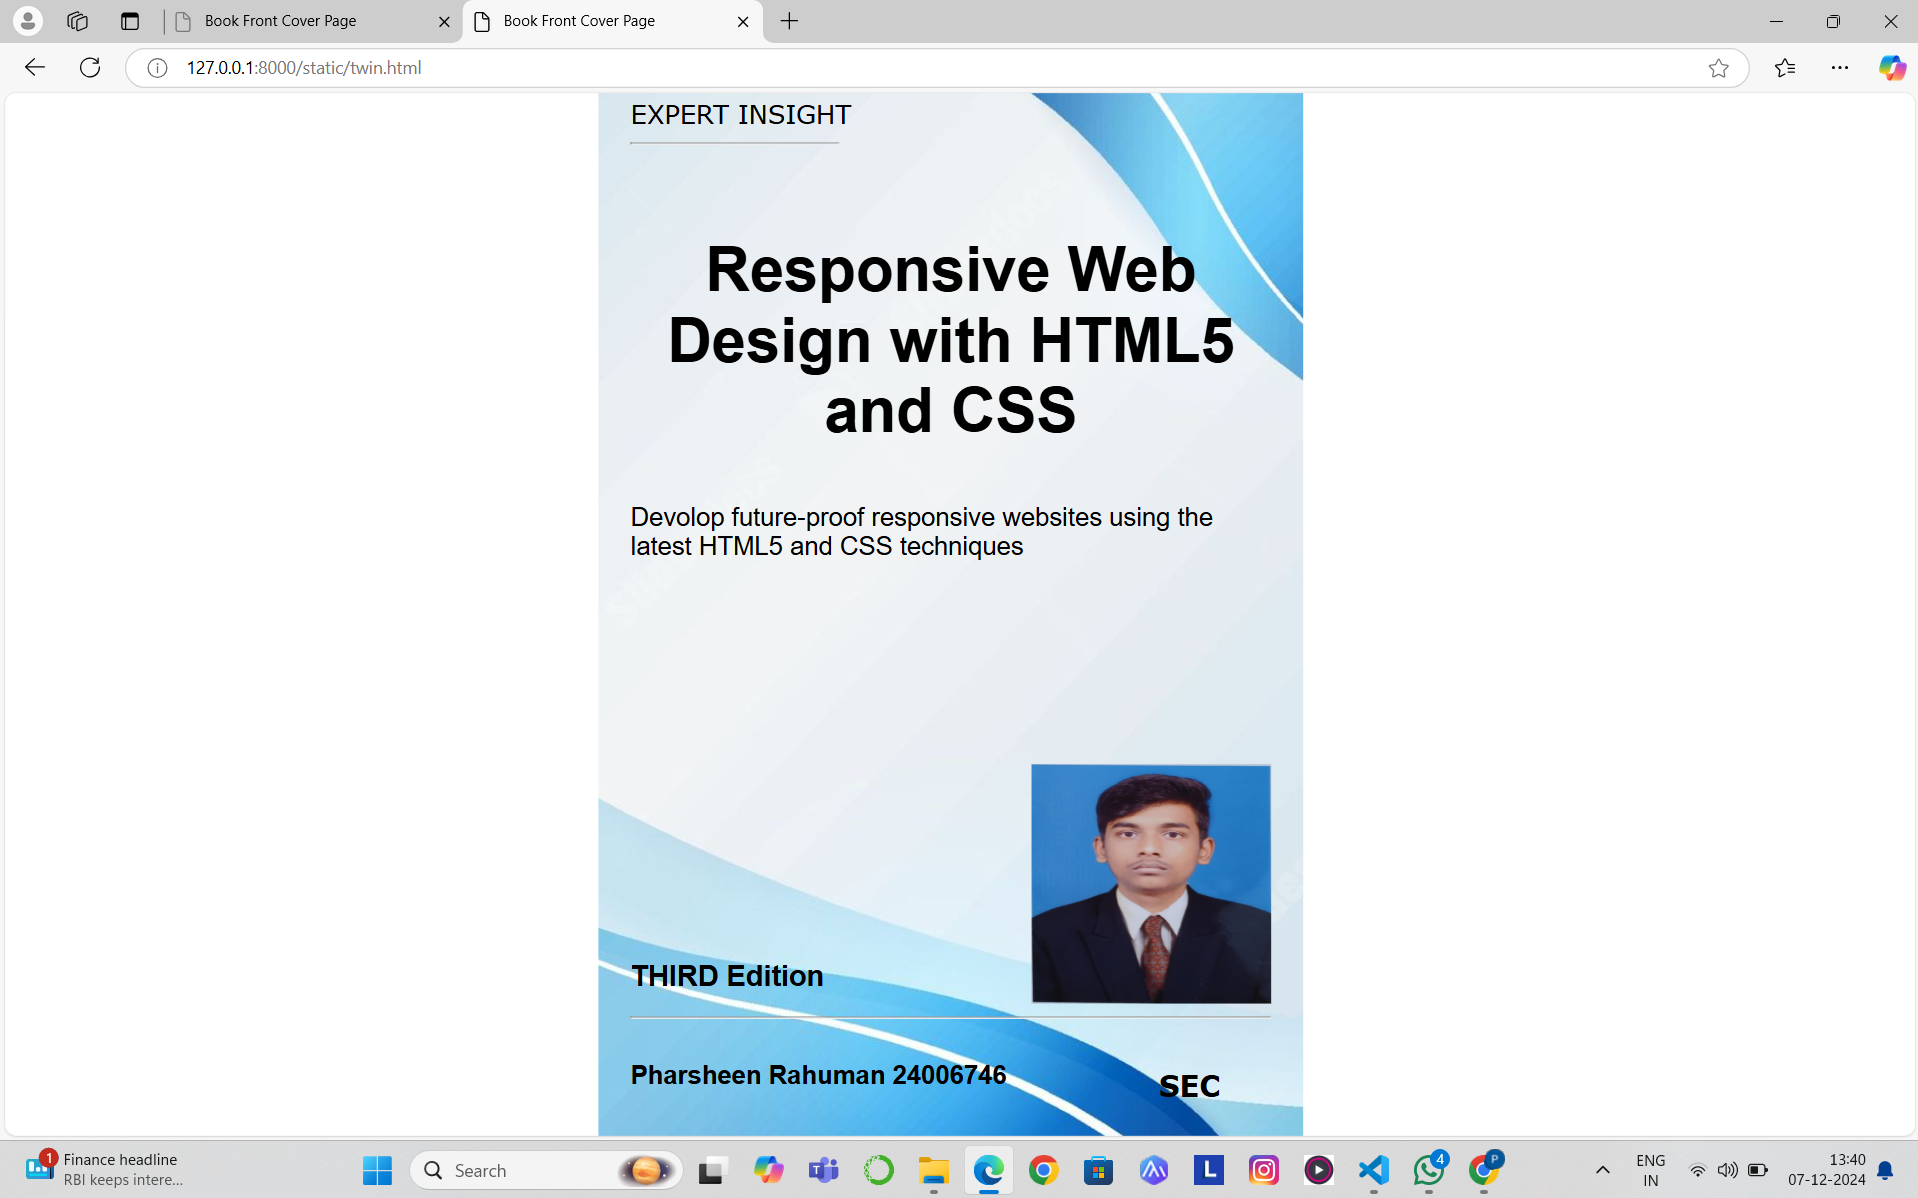 Book Front Cover Page
Book Front Cover Page
127.0.0.1:8000/static/twin.html
EXPERT INSIGHT
Responsive Web
Design with HTML5
and CSS
Devolop future-proof responsive websites using the
latest HTML5 and CSS techniques
THIRD Edition
Pharsheen Rahuman 24006746
SEC
1
Finance headline
RBI keeps intere...
Search
T
L
4
P
ENG
IN
13:40
07-12-2024